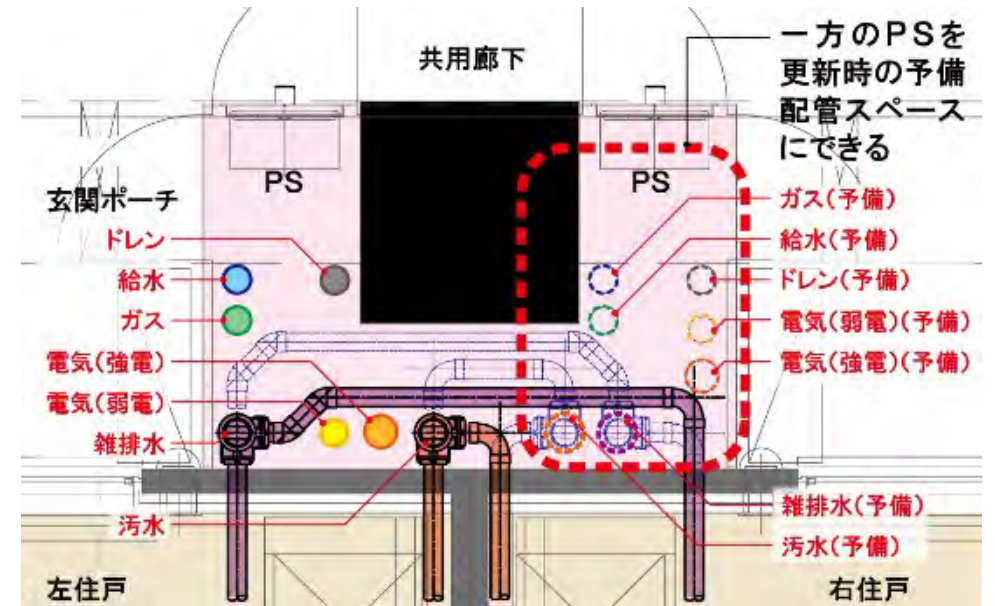 共用廊下
一方のPSを
更新時の予備
配管スペース
にできる
PS
PS
玄関ポーチ
ドレン
給水
ガス
電気(強電)
電気(弱電)
雑排水
汚水
ガス(予備)
給水(予備)
ドレン(予備)
電気(弱電)(予備)
電気(強電)(予備)
雑排水(予備)
汚水(予備)
左住戸
右住戸